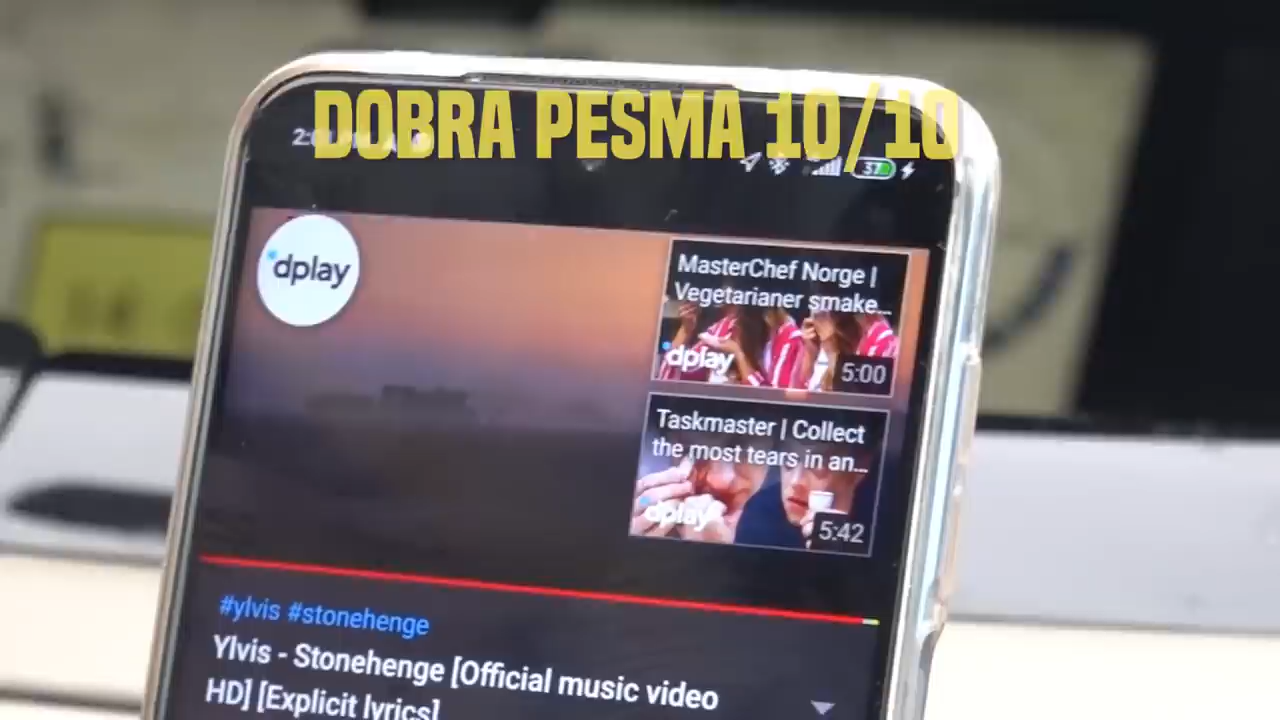 DOBRA PESMA 10/10
37
dplay
MasterChef Norge |
Vegetarianer smake...
dplay
5:00
Taskmaster | Collect
the most tears in an...
dplay
5:42
#ylvis #stonehenge
Ylvis - Stonehenge [Official music video
HD] [Explicit lyrics]